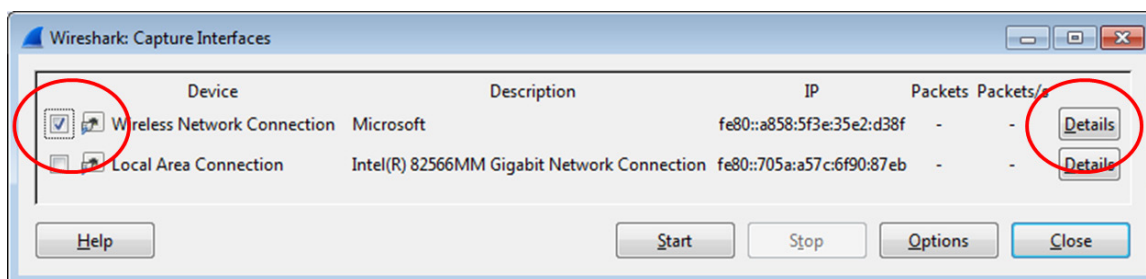 Wireshark: Capture Interfaces
Device Description IP Packets Packets/s
Wireless Network Connection Microsoft fe80::a858:5f3e:35e2:d38f - - Details
Local Area Connection Intel(R) 82566MM Gigabit Network Connection fe80::705a:a57c:6f90:87eb - - Details
Help Start Stop Options Close